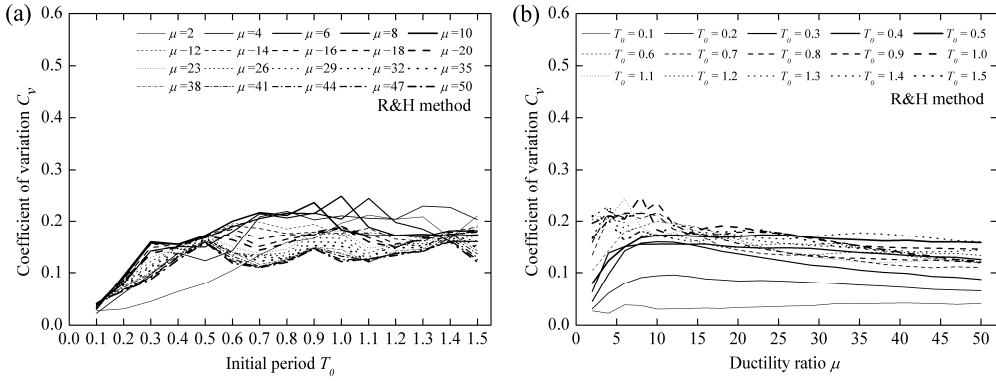 (a)
μ=2 μ=4 μ=6 μ=8 μ=10
μ=12 μ=14 μ=16 μ=18 μ=20
μ=23 μ=26 μ=29 μ=32 μ=35
μ=38 μ=41 μ=44 μ=47 μ=50
R&H method
Coefficient of variation Cv
0.6
0.5
0.4
0.3
0.2
0.1
0.0
0.0 0.1 0.2 0.3 0.4 0.5 0.6 0.7 0.8 0.9 1.0 1.1 1.2 1.3 1.4 1.5
Initial period T0
(b)
T0 = 0.1 T0 = 0.2 T0 = 0.3 T0 = 0.4 T0 = 0.5
T0 = 0.6 T0 = 0.7 T0 = 0.8 T0 = 0.9 T0 = 1.0
T0 = 1.1 T0 = 1.2 T0 = 1.3 T0 = 1.4 T0 = 1.5
R&H method
Coefficient of variation Cv
0.6
0.5
0.4
0.3
0.2
0.1
0.0
0 5 10 15 20 25 30 35 40 45 50
Ductility ratio μ